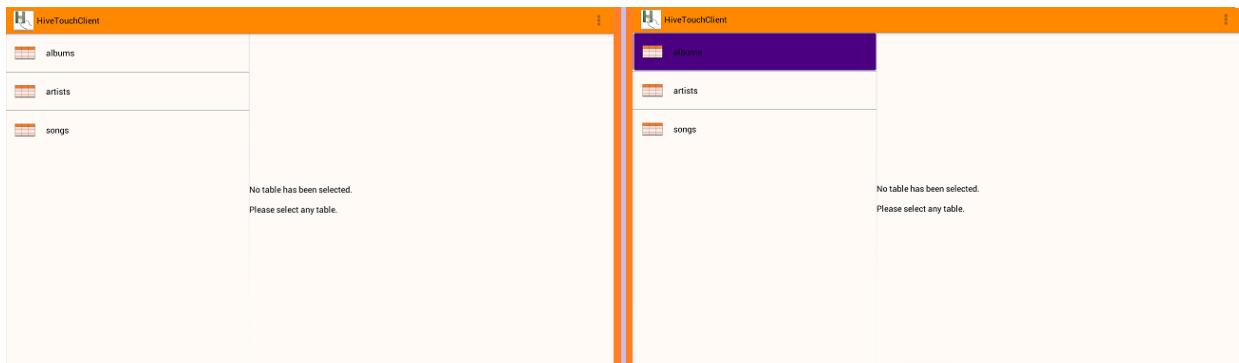 HiveTouchClient
albums
artists
songs
No table has been selected.
Please select any table.
HiveTouchClient
albums
artists
songs
No table has been selected.
Please select any table.